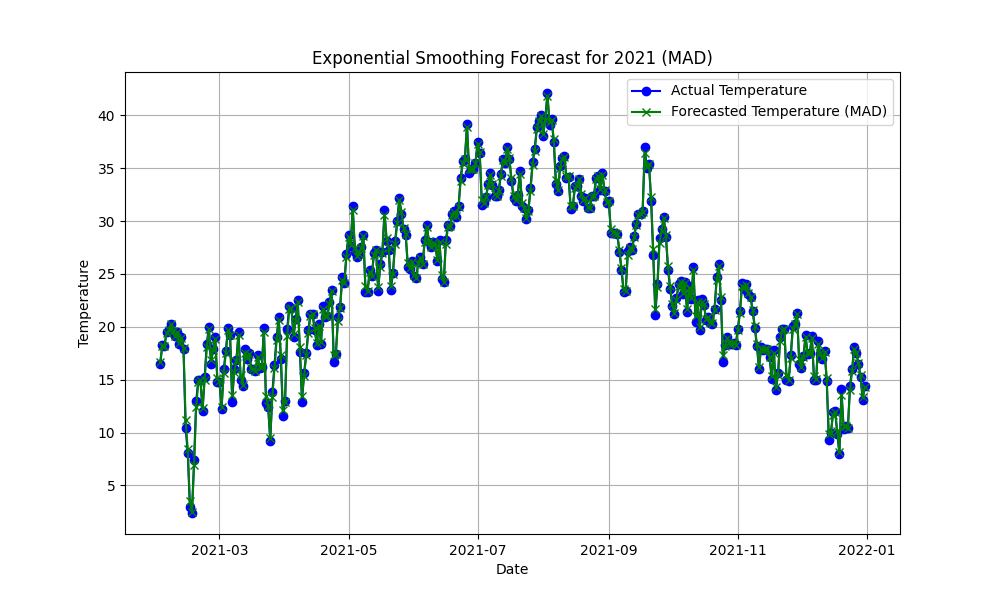 Exponential Smoothing Forecast for 2021 (MAD)
Actual Temperature
Forecasted Temperature (MAD)
Temperature
40
35
30
25
20
15
10
5
2021-03 2021-05 2021-07 2021-09 2021-11 2022-01
Date